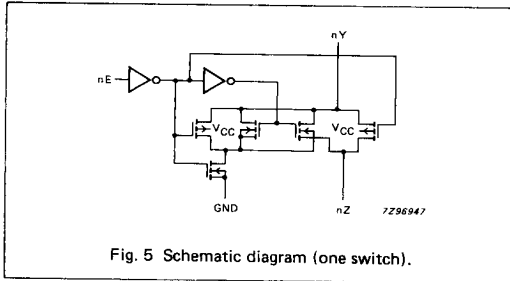 nY
nE
VCC
VCC
GND
nZ
7Z96947
Fig. 5 Schematic diagram (one switch).